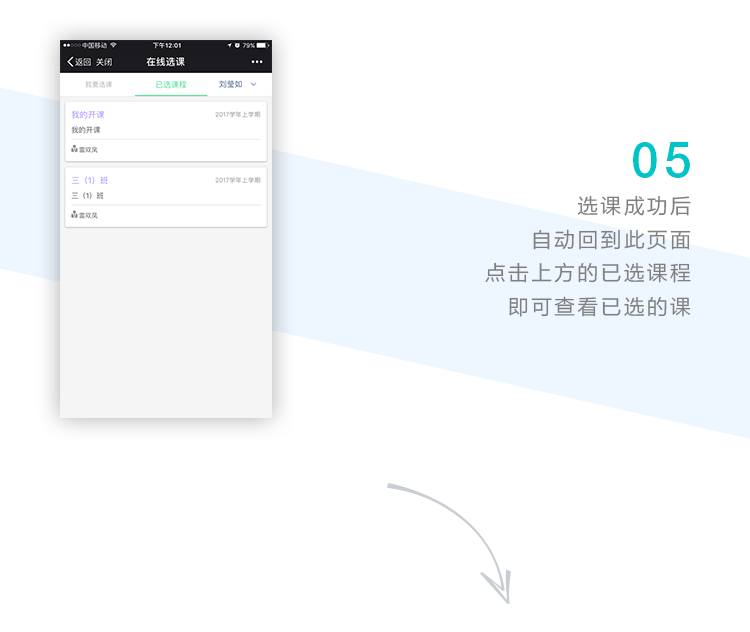 中国移动 下午12:01 79%
返回 关闭 在线选课
我要选课 已选课程 刘莹如
我的开课 2017学年上学期
我的开课
雷双凤
三（1）班 2017学年上学期
三（1）班
雷双凤
05
选课成功后
自动回到此页面
点击上方的已选课程
即可查看已选的课